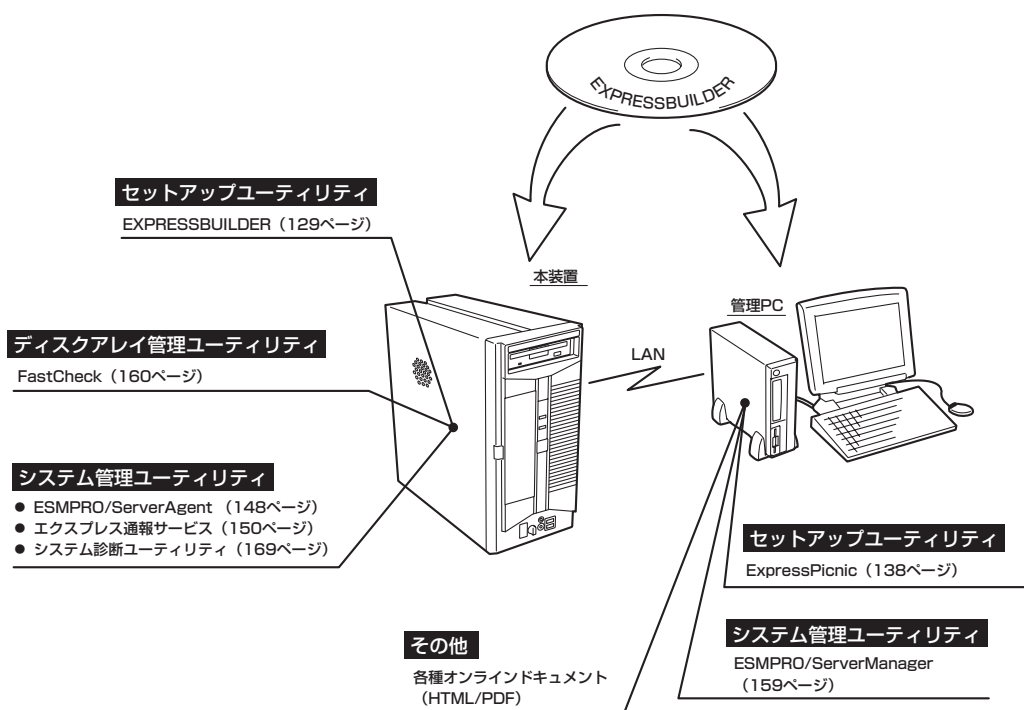 EXPRESSBUILDER
セットアップユーティリティ
EXPRESSBUILDER（129ページ）
本装置
管理PC
ディスクアレイ管理ユーティリティ
FastCheck（160ページ）
LAN
システム管理ユーティリティ
● ESMPRO/ServerAgent （148ページ）
● エクスプレス通報サービス（150ページ）
● システム診断ユーティリティ（169ページ）
セットアップユーティリティ
ExpressPicnic（138ページ）
システム管理ユーティリティ
ESMPRO/ServerManager
（159ページ）
その他
各種オンラインドキュメント
（HTML/PDF）